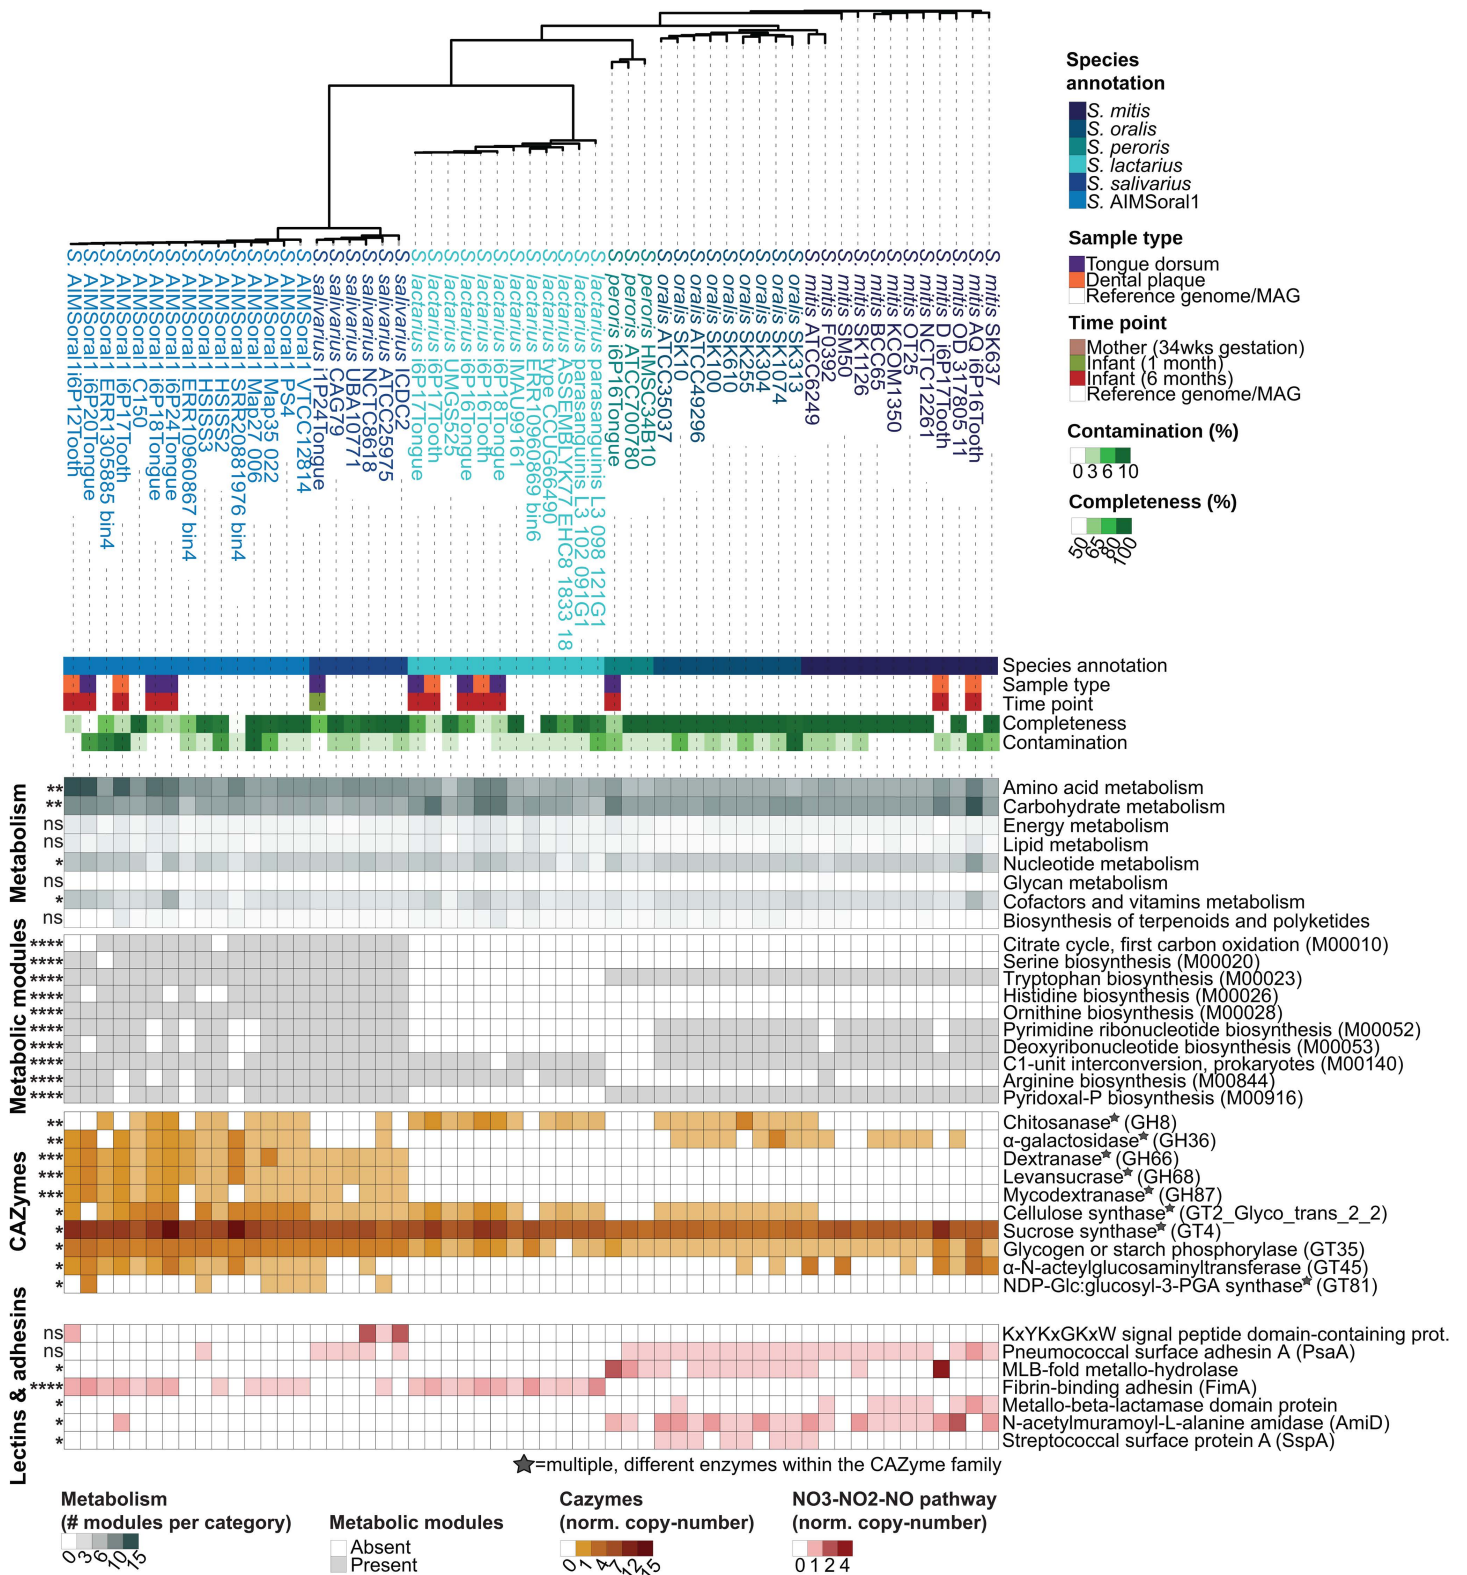 Species
annotation
S. mitis
S. oralis
S. peroris
S. lactarius
S. salivarius
S. AIMSoral1
Sample type
Tongue dorsum
Dental plaque
Reference genome/MAG
Time point
Mother (34wks gestation)
Infant (1 month)
Infant (6 months)
Reference genome/MAG
Contamination (%)
0 3 6 10
Completeness (%)
50 65 80 100
S. AIMSoral1 i6P12Tooth
S. AIMSoral1 i6P20Tongue
S. AIMSoral1 ERR1305885 bin4
S. AIMSoral1 i6P17Tooth
S. AIMSoral1 C150
S. AIMSoral1 i6P18Tongue
S. AIMSoral1 i6P24Tongue
S. AIMSoral1 ERR10960867 bin4
S. AIMSoral1 HSISS3
S. AIMSoral1 HSISS2
S. AIMSoral1 SRR20881976 bin4
S. AIMSoral1 Map27 006
S. AIMSoral1 Map35 022
S. AIMSoral1 PS4
S. AIMSoral1 VTCC12814
S. salivarius i1P24Tongue
S. salivarius CAG79
S. salivarius UBA10771
S. salivarius NCTC8618
S. salivarius ATCC25975
S. salivarius ICDC2
S. lactarius i6P17Tongue
S. lactarius i6P17Tooth
S. lactarius UMGS525
S. lactarius i6P16Tongue
S. lactarius i6P16Tooth
S. lactarius i6P18Tongue
S. lactarius IMAU99161
S. lactarius ERR10960869 bin6
S. lactarius type CCUG66490
S. lactarius ASSEMBLYK77 EHC8 1833 18
S. lactarius parasanguinis L3 102 091G1
S. lactarius parasanguinis L3 098 121G1
S. peroris i6P16Tongue
S. peroris ATCC700780
S. peroris HMSC34B10
S. oralis ATCC35037
S. oralis SK10
S. oralis ATCC49296
S. oralis SK100
S. oralis SK610
S. oralis SK255
S. oralis SK304
S. oralis SK1074
S. oralis SK313
S. mitis ATCC6249
S. mitis F0392
S. mitis SM50
S. mitis SK1126
S. mitis BCC65
S. mitis KCOM1350
S. mitis OT25
S. mitis NCTC12261
S. mitis D i6P17Tooth
S. mitis OD 317805 11
S. mitis AQ i6P16Tooth
S. mitis SK637
Species annotation
Sample type
Time point
Completeness
Contamination
Metabolism
** Amino acid metabolism
** Carbohydrate metabolism
ns Energy metabolism
ns Lipid metabolism
* Nucleotide metabolism
ns Glycan metabolism
* Cofactors and vitamins metabolism
ns Biosynthesis of terpenoids and polyketides
Metabolic modules
**** Citrate cycle, first carbon oxidation (M00010)
**** Serine biosynthesis (M00020)
**** Tryptophan biosynthesis (M00023)
**** Histidine biosynthesis (M00026)
**** Ornithine biosynthesis (M00028)
**** Pyrimidine ribonucleotide biosynthesis (M00052)
**** Deoxyribonucleotide biosynthesis (M00053)
**** C1-unit interconversion, prokaryotes (M00140)
**** Arginine biosynthesis (M00844)
**** Pyridoxal-P biosynthesis (M00916)
CAZymes
** Chitosanase★ (GH8)
** α-galactosidase★ (GH36)
*** Dextranase★ (GH66)
*** Levansucrase★ (GH68)
*** Mycodextranase★ (GH87)
* Cellulose synthase★ (GT2_Glyco_trans_2_2)
* Sucrose synthase★ (GT4)
* Glycogen or starch phosphorylase (GT35)
* α-N-acteylglucosaminyltransferase (GT45)
* NDP-Glc:glucosyl-3-PGA synthase★ (GT81)
Lectins & adhesins
ns KxYKxGKxW signal peptide domain-containing prot.
ns Pneumococcal surface adhesin A (PsaA)
* MLB-fold metallo-hydrolase
**** Fibrin-binding adhesin (FimA)
* Metallo-beta-lactamase domain protein
* N-acetylmuramoyl-L-alanine amidase (AmiD)
* Streptococcal surface protein A (SspA)
★=multiple, different enzymes within the CAZyme family
Metabolism
(# modules per category)
0 3 6 10 15
Metabolic modules
Absent
Present
Cazymes
(norm. copy-number)
0 1 4 7 12 15
NO3-NO2-NO pathway
(norm. copy-number)
0 1 2 4